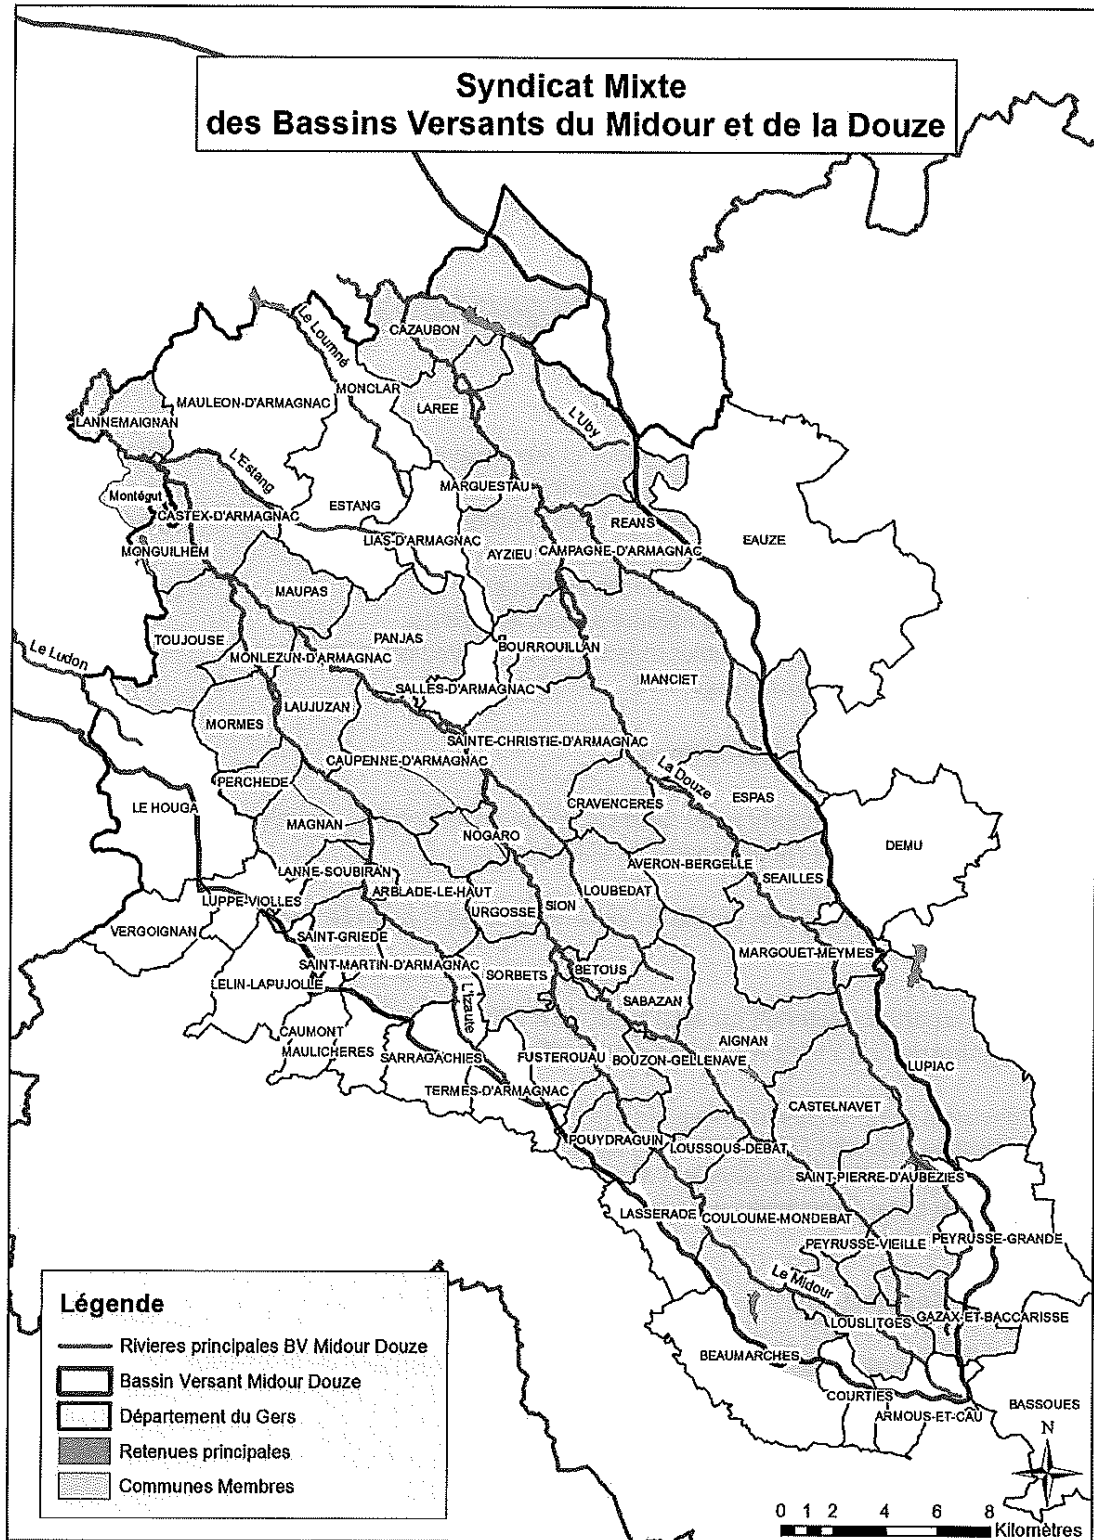 Syndicat Mixte
des Bassins Versants du Midour et de la Douze
CAZAUBON
Le Loumné
MONCLAR
MAULEON-D'ARMAGNAC
LAREE
LANNEMAIGNAN
L'Uby
L'Estang
MARGUESTAU
Montégut
ESTANG
CASTEX-D'ARMAGNAC
REANS
EAUZE
LIAS-D'ARMAGNAC
MONGUILHEM
AYZIEU
CAMPAGNE-D'ARMAGNAC
MAUPAS
TOUJOUSE
PANJAS
Le Ludon
BOURROUILLAN
MONLEZUN-D'ARMAGNAC
MANCIET
SALLES-D'ARMAGNAC
LAUJUZAN
MORMES
SAINTE-CHRISTIE-D'ARMAGNAC
CAUPENNE-D'ARMAGNAC
La Douze
PERCHEDE
ESPAS
LE HOUGA
CRAVENCERES
MAGNAN
NOGARO
DEMU
AVERON-BERGELLE
LANNE-SOUBIRAN
SEAILLES
ARBLADE-LE-HAUT
LOUBEDAT
LUPPE-VIOLLES
URGOSSE
SION
VERGOIGNAN
SAINT-GRIEDE
MARGOUET-MEYMES
SAINT-MARTIN-D'ARMAGNAC
BETOUS
SORBETS
LELIN-LAPUJOLLE
L'Izaute
SABAZAN
CAUMONT
AIGNAN
MAULICHERES
SARRAGACHIES
FUSTEROUAU
BOUZON-GELLENAVE
LUPIAC
TERMES-D'ARMAGNAC
CASTELNAVET
POUYDRAGUIN
LOUSSOUS-DEBAT
SAINT-PIERRE-D'AUBEZIES
LASSERADE
COULOUME-MONDEBAT
PEYRUSSE-GRANDE
PEYRUSSE-VIEILLE
Le Midour
LOUSLITGES
GAZAX-ET-BACCARISSE
BEAUMARCHES
COURTIES
BASSOUES
ARMOUS-ET-CAU
Légende
Rivieres principales BV Midour Douze
Bassin Versant Midour Douze
Département du Gers
Retenues principales
Communes Membres
N
0 1 2 4 6 8
Kilomètres